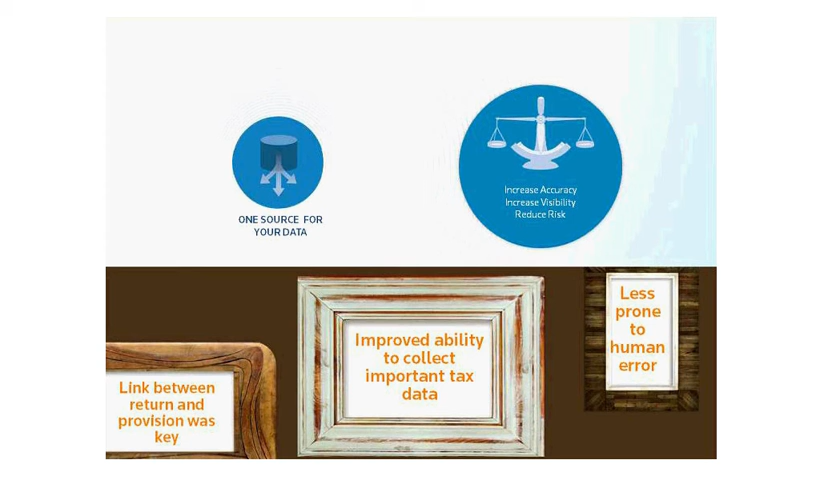 ONE SOURCE FOR
YOUR DATA
Increase Accuracy
Increase Visibility
Reduce Risk
Link between
return and
provision was
key
Improved ability
to collect
important tax
data
Less
prone
to
human
error